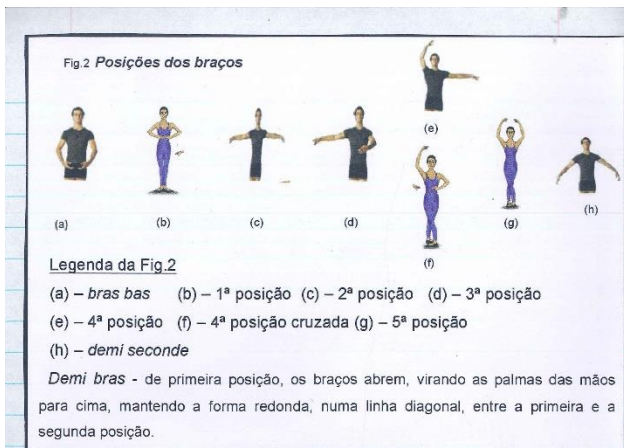 Fig.2 Posições dos braços
(e)
(a) (b) (c) (d) (g) (h)
(f)
Legenda da Fig.2
(a) – bras bas (b) – 1ª posição (c) – 2ª posição (d) – 3ª posição
(e) – 4ª posição (f) – 4ª posição cruzada (g) – 5ª posição
(h) – demi seconde
Demi bras - de primeira posição, os braços abrem, virando as palmas das mãos
para cima, mantendo a forma redonda, numa linha diagonal, entre a primeira e a
segunda posição.